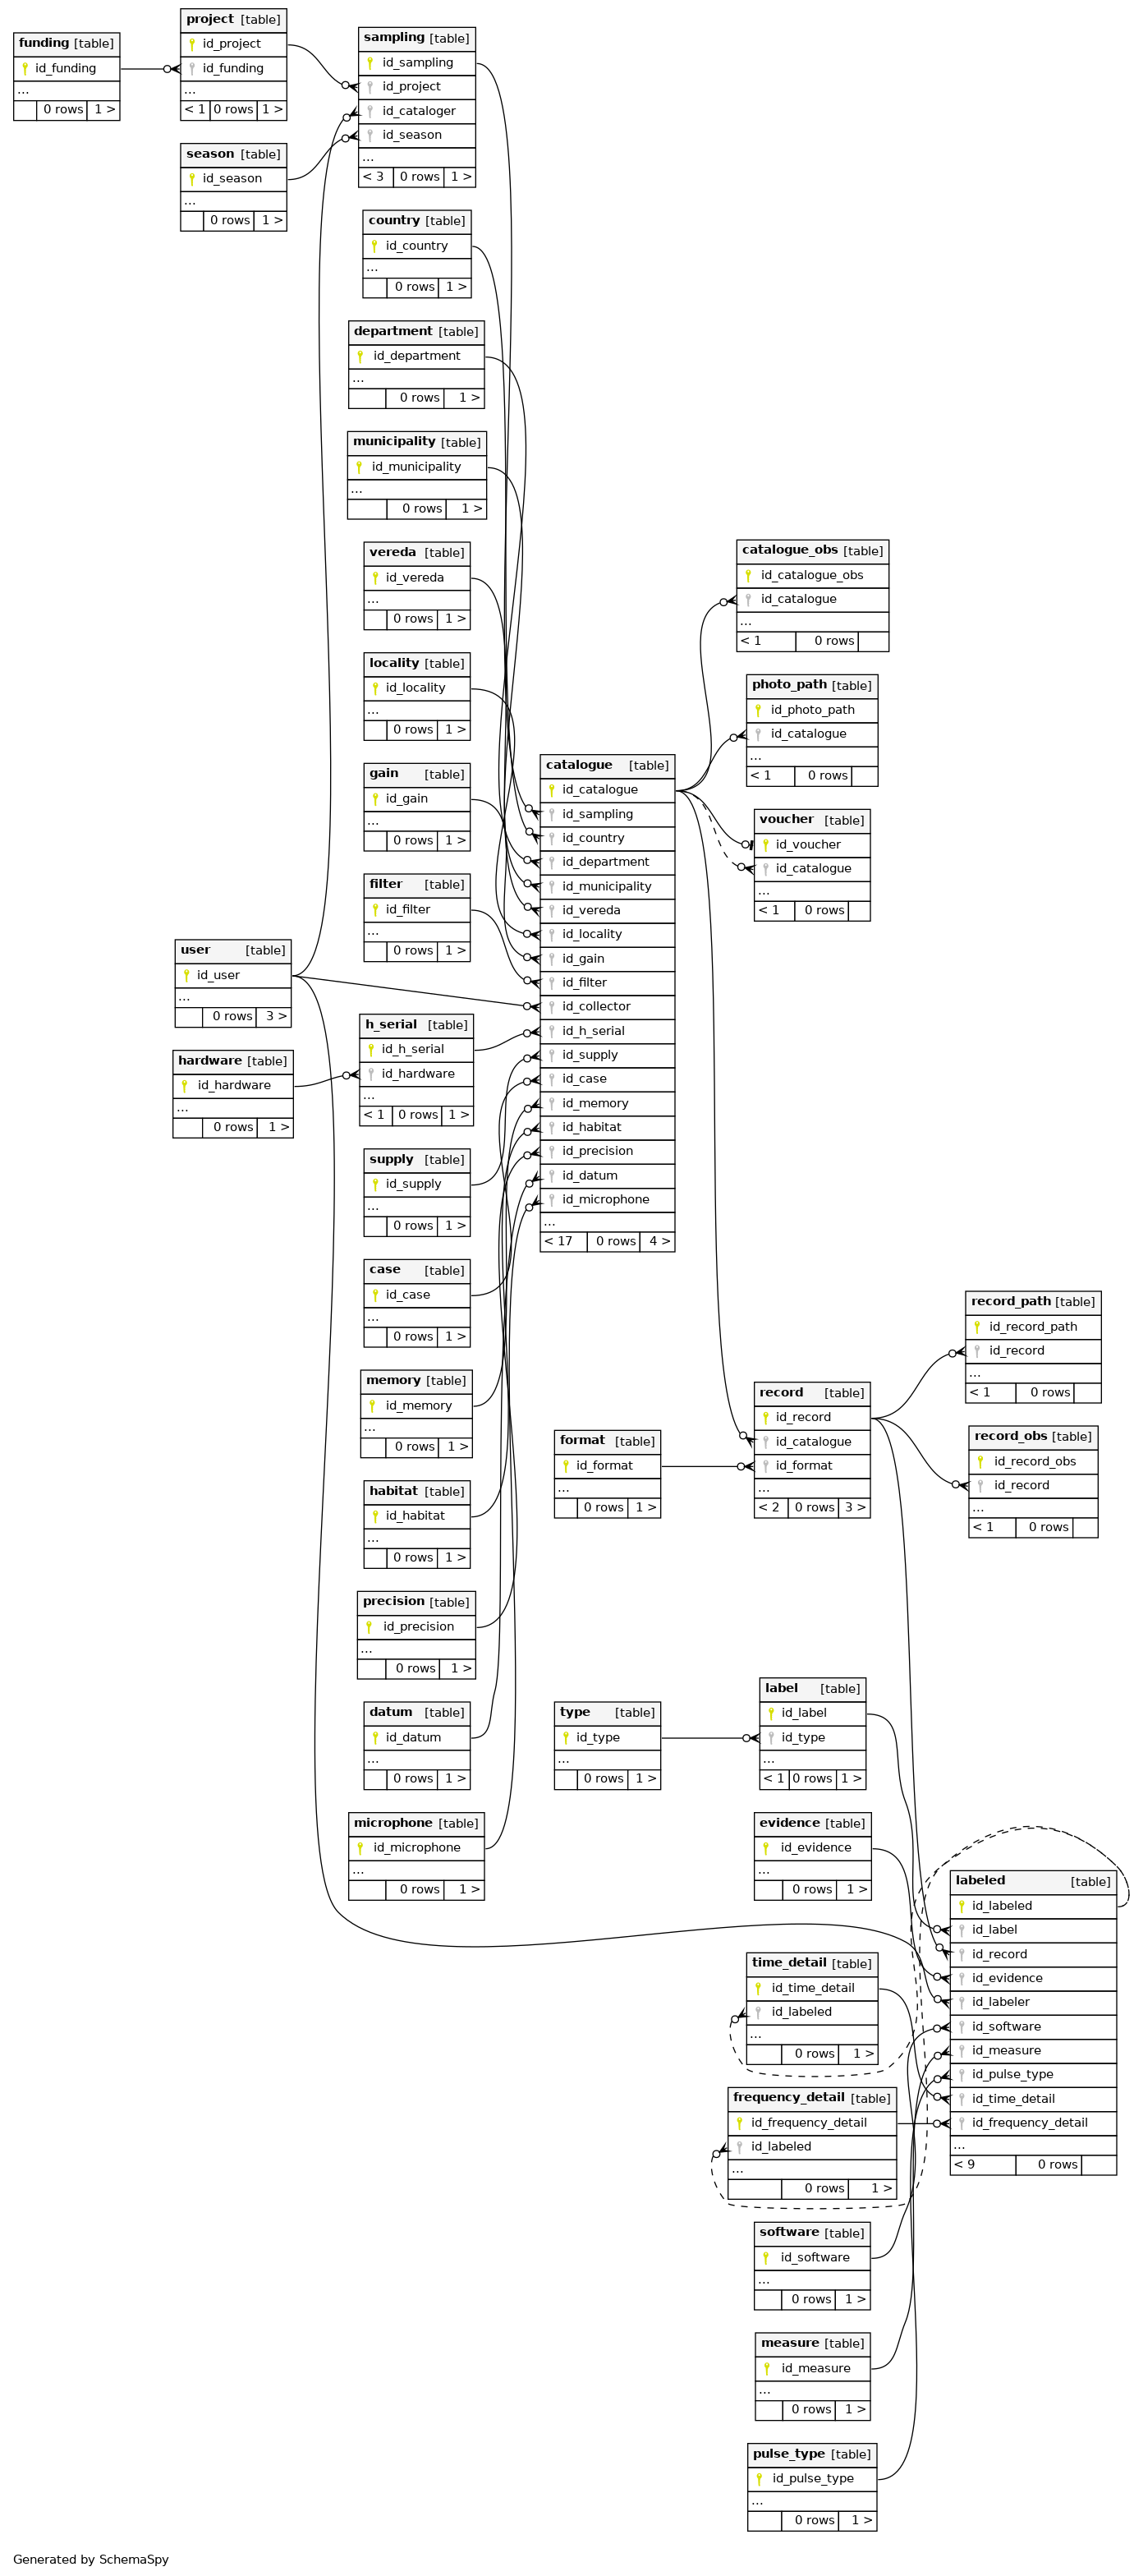 funding [table]
id_funding
...
0 rows 1 >
project [table]
id_project
id_funding
...
< 1 0 rows 1 >
season [table]
id_season
...
0 rows 1 >
sampling [table]
id_sampling
id_project
id_cataloger
id_season
...
< 3 0 rows 1 >
country [table]
id_country
...
0 rows 1 >
department [table]
id_department
...
0 rows 1 >
municipality [table]
id_municipality
...
0 rows 1 >
vereda [table]
id_vereda
...
0 rows 1 >
locality [table]
id_locality
...
0 rows 1 >
gain [table]
id_gain
...
0 rows 1 >
filter [table]
id_filter
...
0 rows 1 >
user [table]
id_user
...
0 rows 3 >
hardware [table]
id_hardware
...
0 rows 1 >
h_serial [table]
id_h_serial
id_hardware
...
< 1 0 rows 1 >
supply [table]
id_supply
...
0 rows 1 >
case [table]
id_case
...
0 rows 1 >
memory [table]
id_memory
...
0 rows 1 >
habitat [table]
id_habitat
...
0 rows 1 >
precision [table]
id_precision
...
0 rows 1 >
datum [table]
id_datum
...
0 rows 1 >
microphone [table]
id_microphone
...
0 rows 1 >
catalogue [table]
id_catalogue
id_sampling
id_country
id_department
id_municipality
id_vereda
id_locality
id_gain
id_filter
id_collector
id_h_serial
id_supply
id_case
id_memory
id_habitat
id_precision
id_datum
id_microphone
...
< 17 0 rows 4 >
catalogue_obs [table]
id_catalogue_obs
id_catalogue
...
< 1 0 rows
photo_path [table]
id_photo_path
id_catalogue
...
< 1 0 rows
voucher [table]
id_voucher
id_catalogue
...
< 1 0 rows
format [table]
id_format
...
0 rows 1 >
record [table]
id_record
id_catalogue
id_format
...
< 2 0 rows 3 >
record_path [table]
id_record_path
id_record
...
< 1 0 rows
record_obs [table]
id_record_obs
id_record
...
< 1 0 rows
type [table]
id_type
...
0 rows 1 >
label [table]
id_label
id_type
...
< 1 0 rows 1 >
evidence [table]
id_evidence
...
0 rows 1 >
time_detail [table]
id_time_detail
id_labeled
...
0 rows 1 >
frequency_detail [table]
id_frequency_detail
id_labeled
...
0 rows 1 >
software [table]
id_software
...
0 rows 1 >
measure [table]
id_measure
...
0 rows 1 >
pulse_type [table]
id_pulse_type
...
0 rows 1 >
labeled [table]
id_labeled
id_label
id_record
id_evidence
id_labeler
id_software
id_measure
id_pulse_type
id_time_detail
id_frequency_detail
...
< 9 0 rows
Generated by SchemaSpy